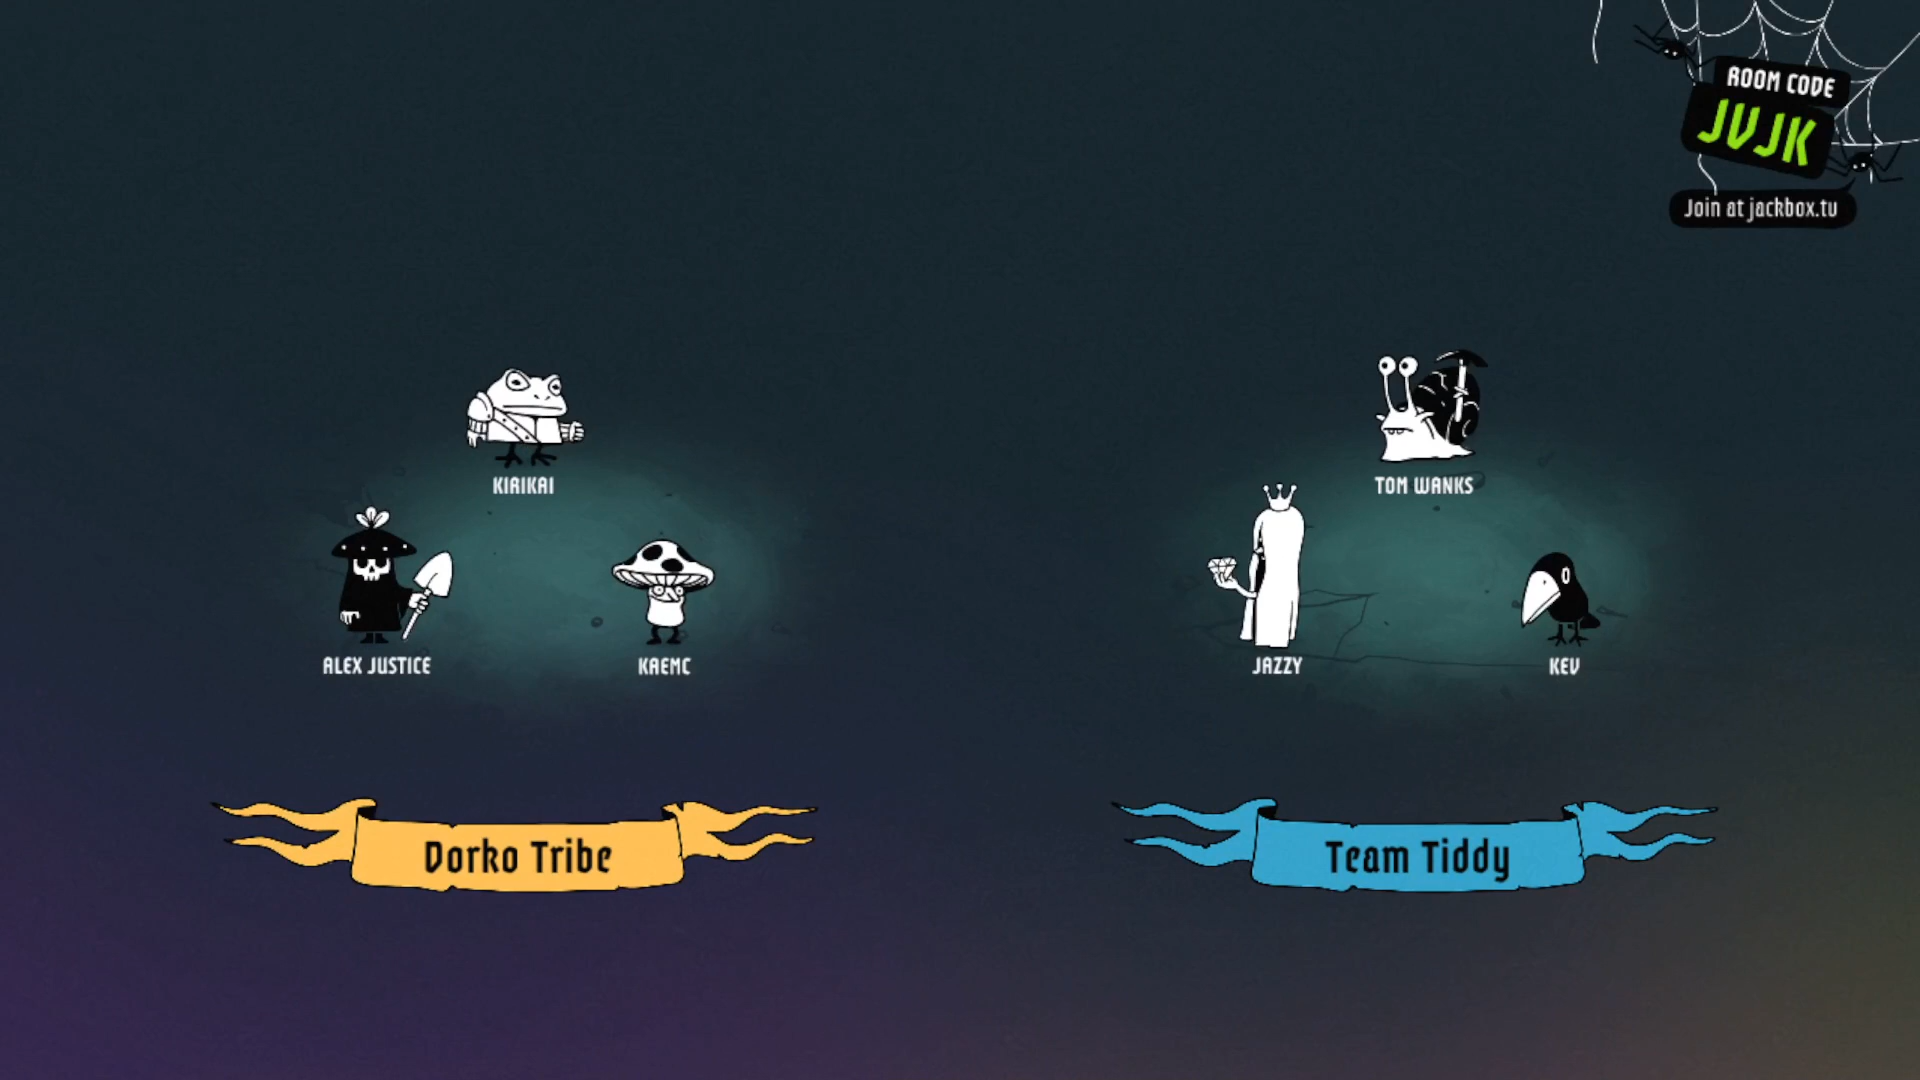 ROOM CODE
JVJK
Join at jackbox.tv
KIRIKAI
TOM WANKS
ALEX JUSTICE
KAEMC
JAZZY
KEV
Dorko Tribe
Team Tiddy